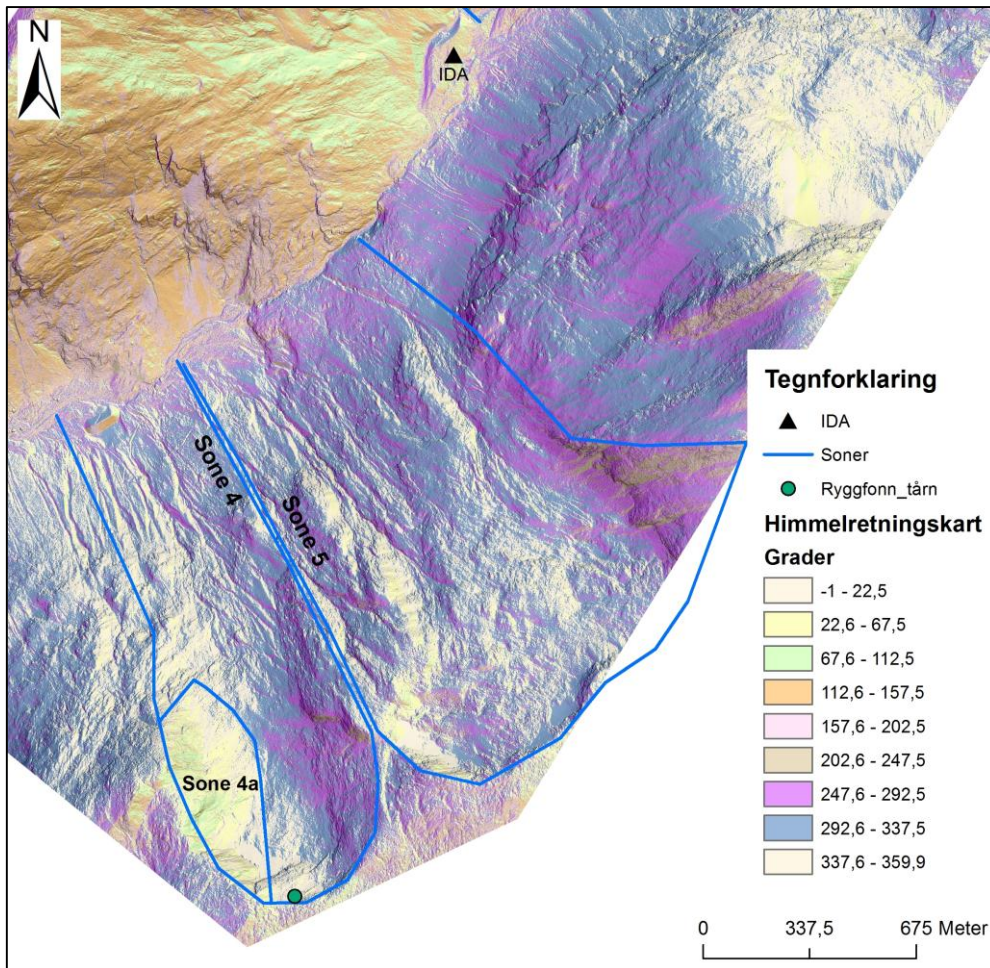 N
IDA
Sone 4
Sone 5
Sone 4a
Tegnforklaring
IDA
Soner
Ryggfonn_tårn
Himmelretningskart
Grader
-1 - 22,5
22,6 - 67,5
67,6 - 112,5
112,6 - 157,5
157,6 - 202,5
202,6 - 247,5
247,6 - 292,5
292,6 - 337,5
337,6 - 359,9
0 337,5 675 Meter